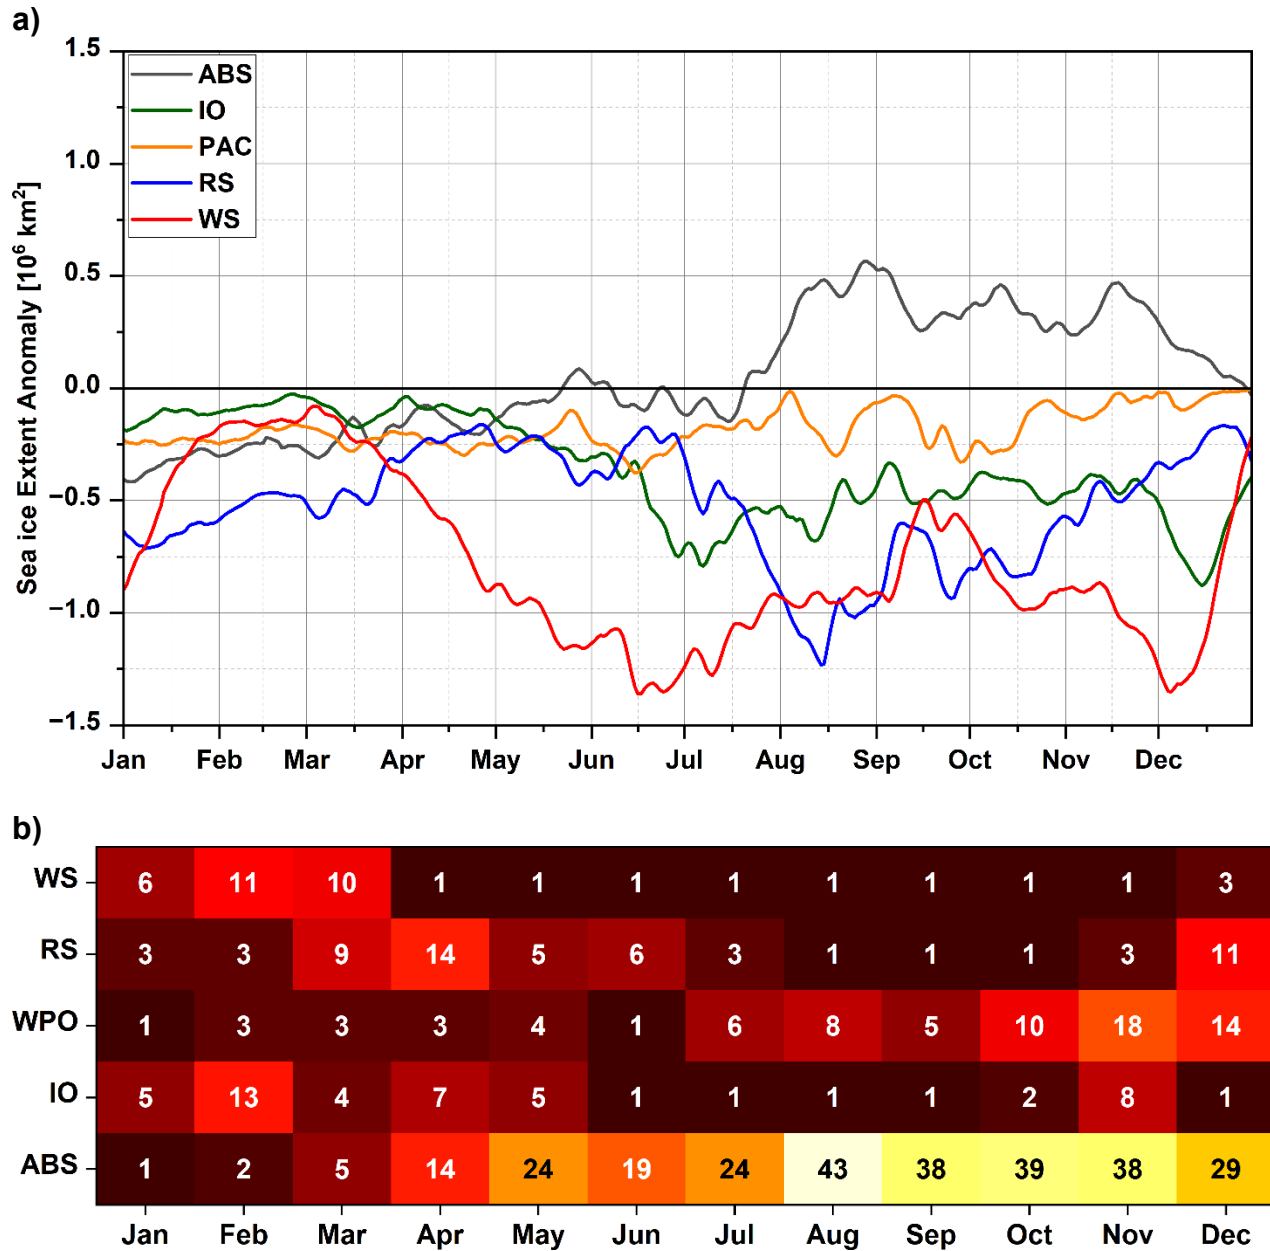 a)
Sea ice Extent Anomaly [10⁶ km²]
1.5
1.0
0.5
0.0
−0.5
−1.0
−1.5
ABS
IO
PAC
RS
WS
Jan Feb Mar Apr May Jun Jul Aug Sep Oct Nov Dec
b)
WS 6 11 10 1 1 1 1 1 1 1 1 3
RS 3 3 9 14 5 6 3 1 1 1 3 11
WPO 1 3 3 3 4 1 6 8 5 10 18 14
IO 5 13 4 7 5 1 1 1 1 2 8 1
ABS 1 2 5 14 24 19 24 43 38 39 38 29
Jan Feb Mar Apr May Jun Jul Aug Sep Oct Nov Dec